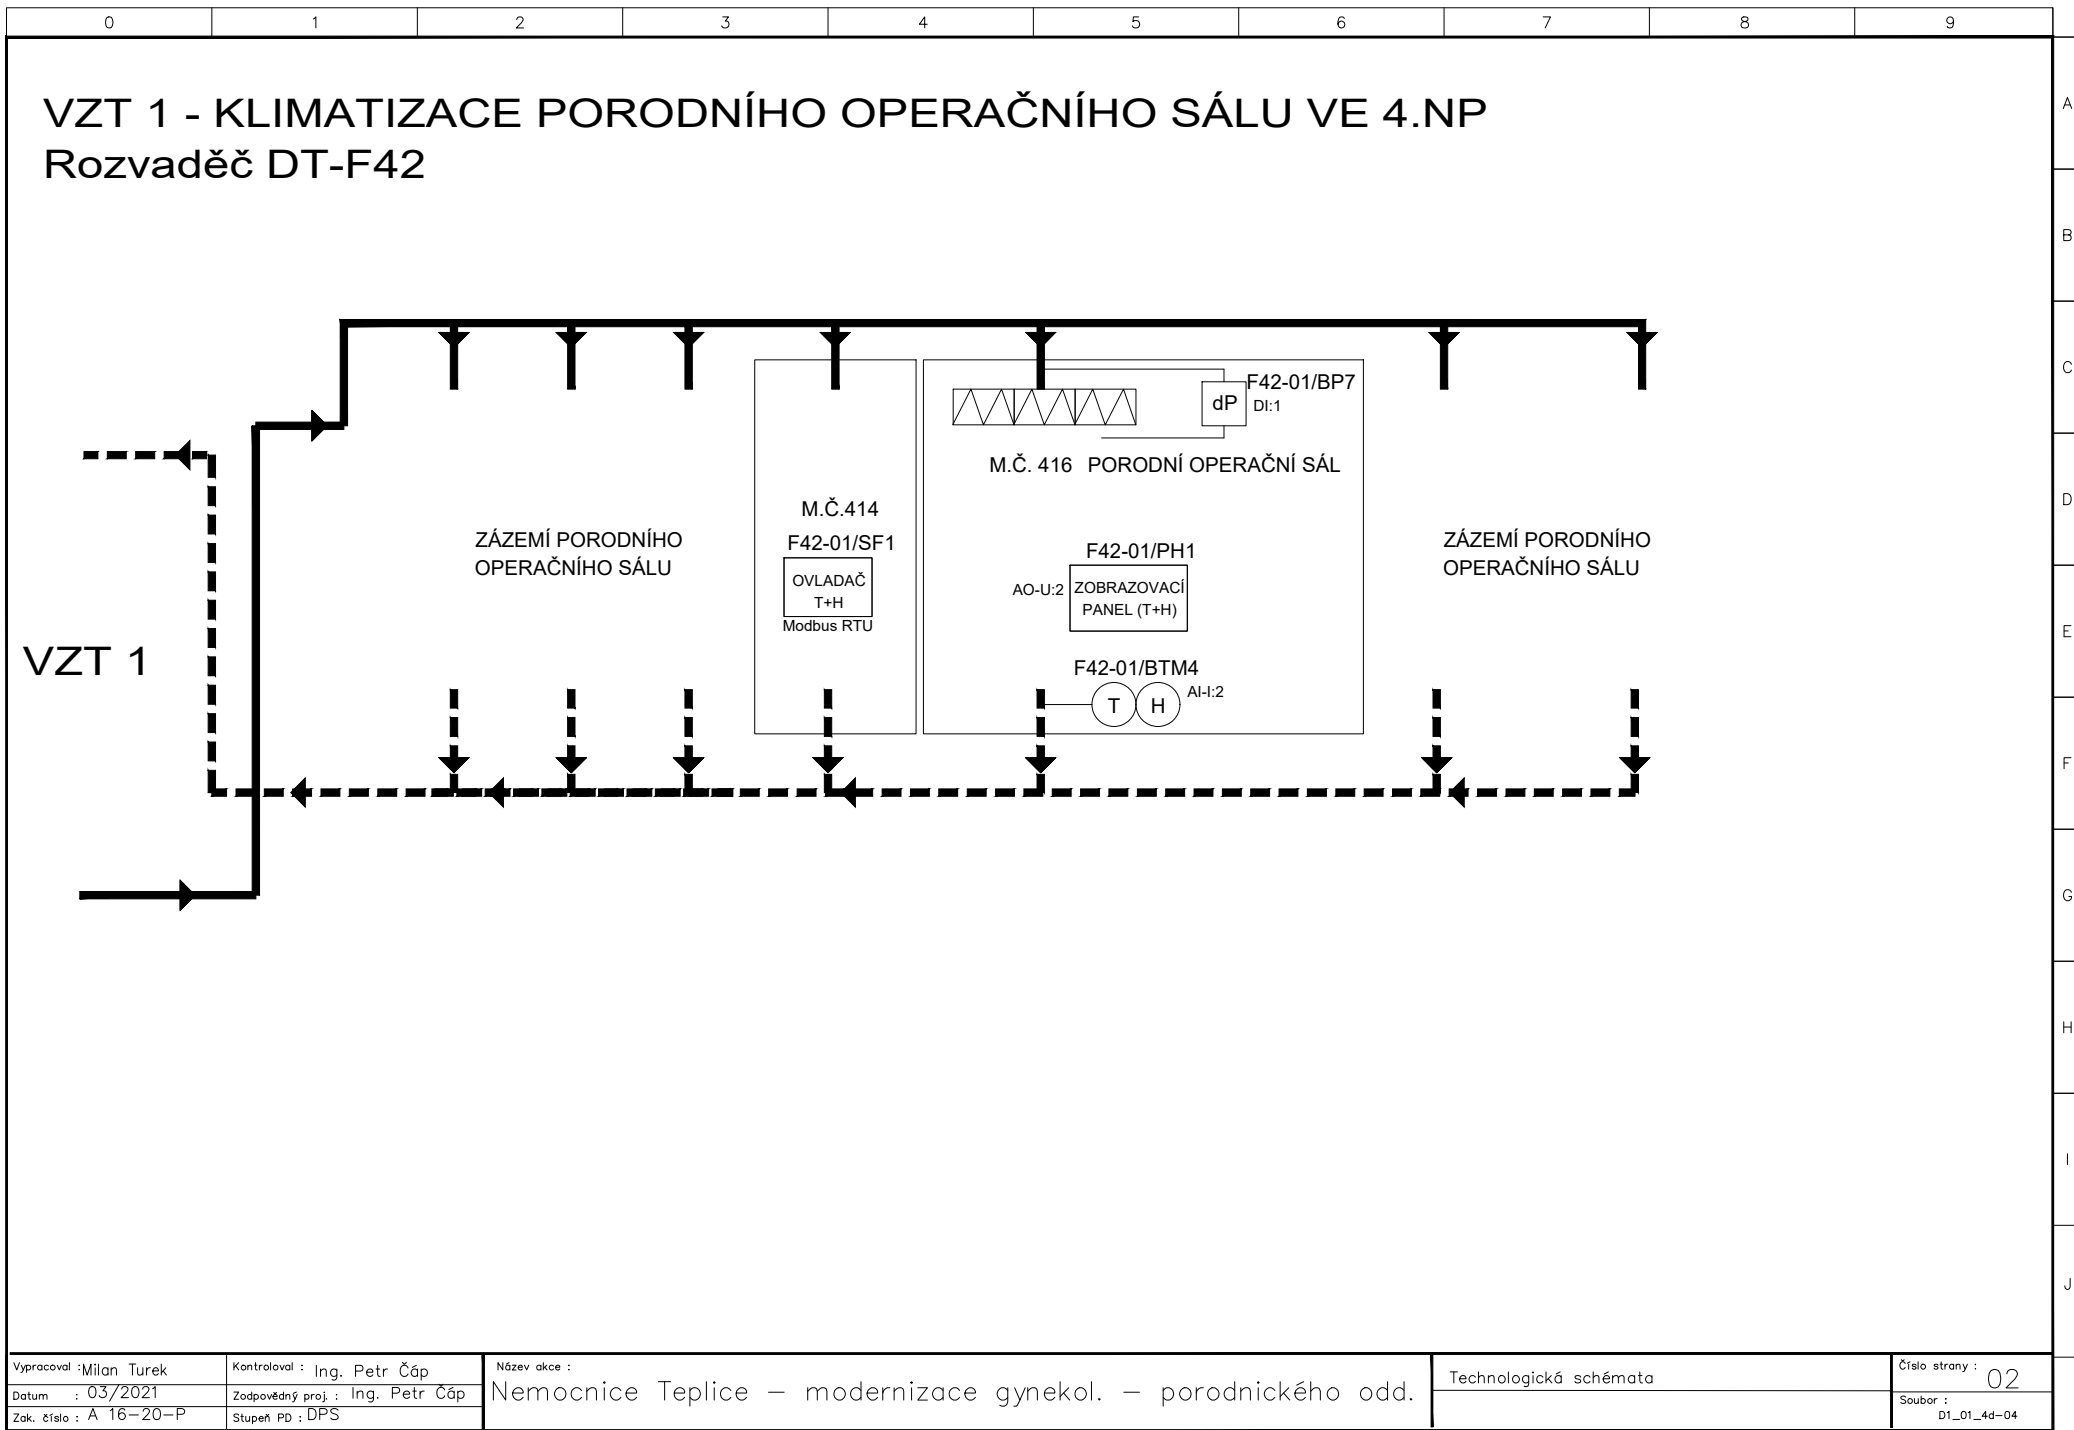 0 1 2 3 4 5 6 7 8 9
A
B
C
D
E
F
G
H
I
J
VZT 1 - KLIMATIZACE PORODNÍHO OPERAČNÍHO SÁLU VE 4.NP
Rozvaděč DT-F42
F42-01/BP7
dP
DI:1
M.Č. 416 PORODNÍ OPERAČNÍ SÁL
M.Č.414
F42-01/SF1
OVLADAČ
T+H
Modbus RTU
ZÁZEMÍ PORODNÍHO
OPERAČNÍHO SÁLU
F42-01/PH1
AO-U:2
ZOBRAZOVACÍ
PANEL (T+H)
ZÁZEMÍ PORODNÍHO
OPERAČNÍHO SÁLU
VZT 1
F42-01/BTM4
T H
AI-I:2
Vypracoval : Milan Turek
Datum : 03/2021
Zak. číslo : A 16-20-P
Kontroloval : Ing. Petr Čáp
Zodpovědný proj. : Ing. Petr Čáp
Stupeň PD : DPS
Název akce :
Nemocnice Teplice – modernizace gynekol. – porodnického odd.
Technologická schémata
Číslo strany : 02
Soubor :
D1_01_4d-04